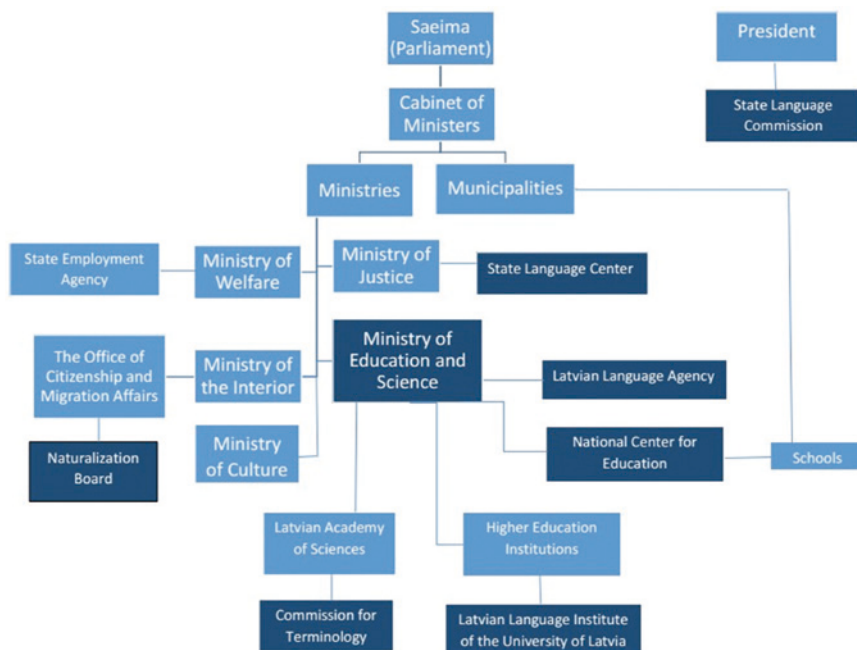 Saeima
(Parliament)
President
Cabinet of
Ministers
State Language
Commission
Ministries
Municipalities
State Employment
Agency
Ministry of
Welfare
Ministry of
Justice
State Language Center
The Office of
Citizenship and
Migration Affairs
Ministry of
the Interior
Ministry of
Education and
Science
Latvian Language Agency
Naturalization
Board
Ministry
of Culture
National Center for
Education
Schools
Latvian Academy
of Sciences
Higher Education
Institutions
Commission for
Terminology
Latvian Language Institute
of the University of Latvia